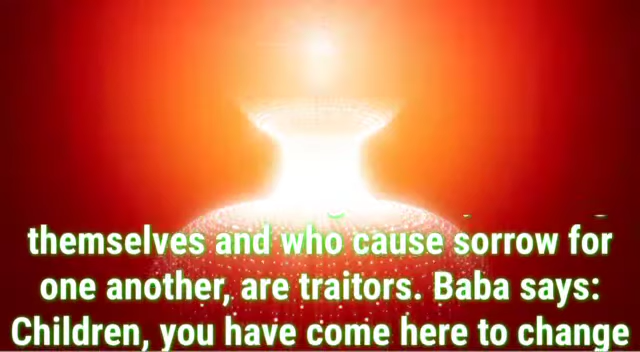 themselves and who cause sorrow for
one another, are traitors. Baba says:
Children, you have come here to change